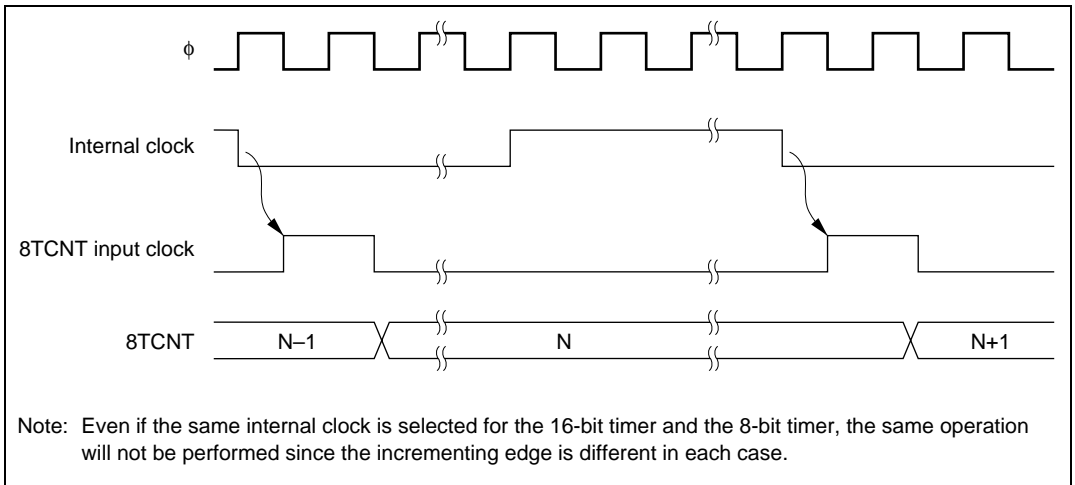 ϕ
Internal clock
8TCNT input clock
8TCNT
N–1
N
N+1
Note: Even if the same internal clock is selected for the 16-bit timer and the 8-bit timer, the same operation
will not be performed since the incrementing edge is different in each case.